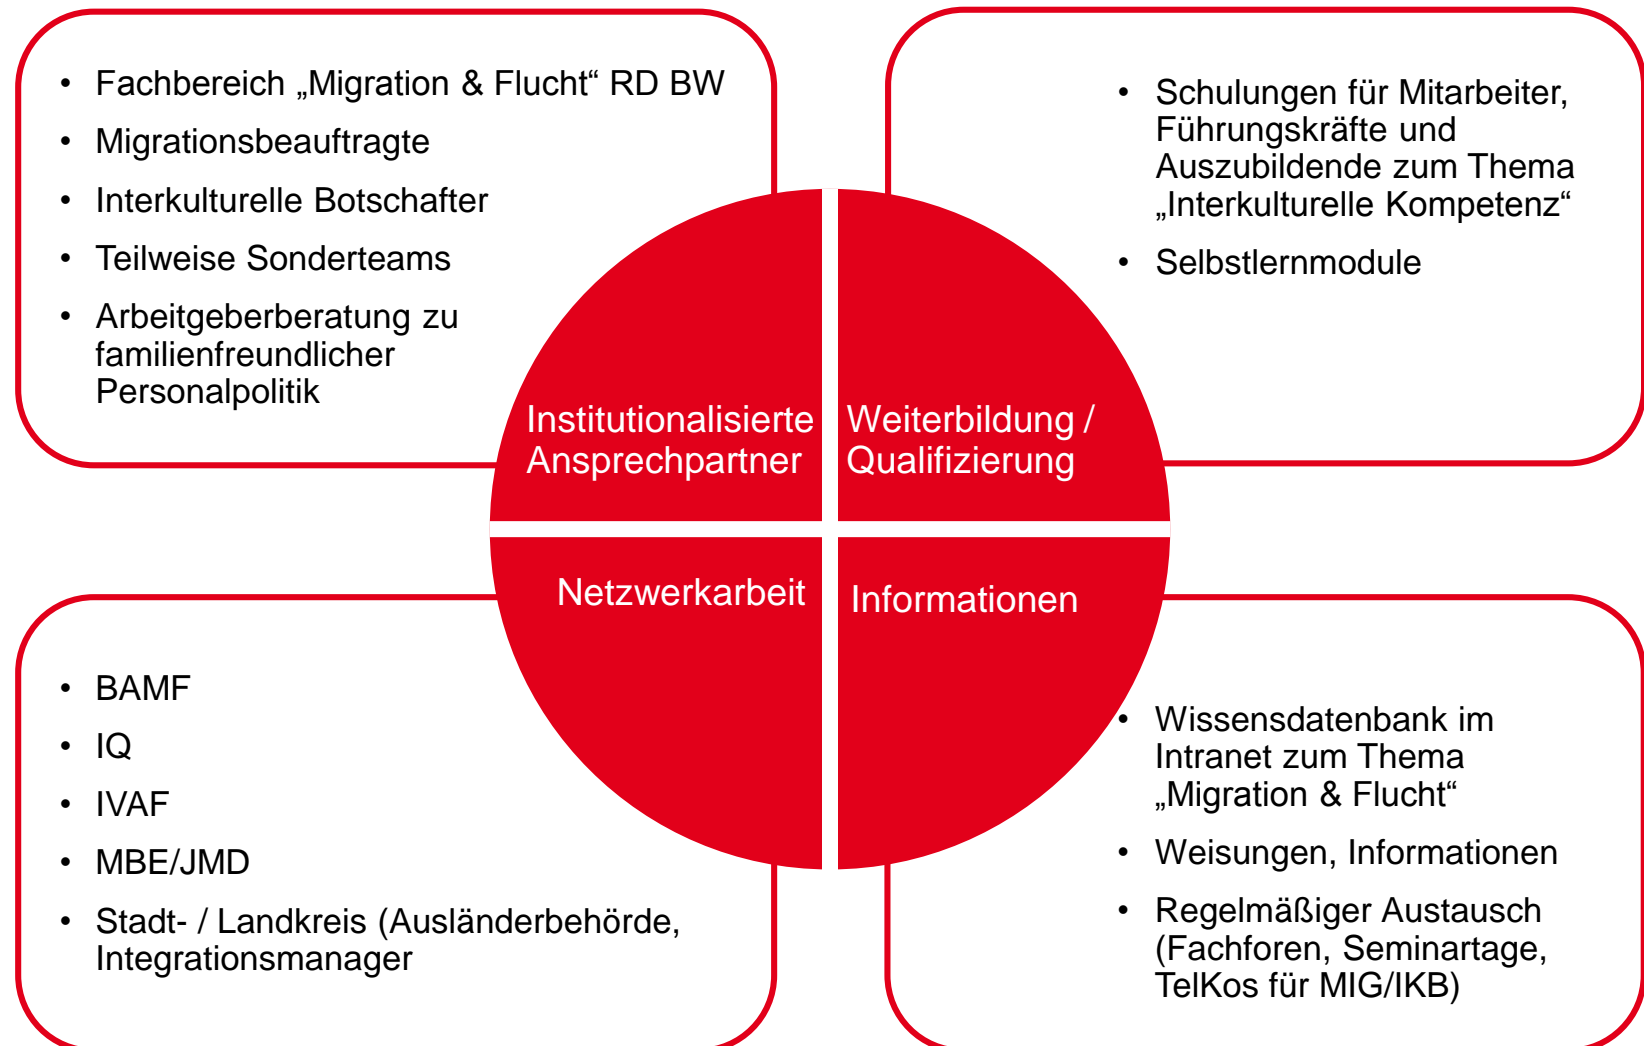 • Fachbereich „Migration & Flucht“ RD BW
• Migrationsbeauftragte
• Interkulturelle Botschafter
• Teilweise Sonderteams
• Arbeitgeberberatung zu
familienfreundlicher
Personalpolitik
• Schulungen für Mitarbeiter,
Führungskräfte und
Auszubildende zum Thema
„Interkulturelle Kompetenz“
• Selbstlernmodule
Institutionalisierte
Ansprechpartner
Weiterbildung /
Qualifizierung
Netzwerkarbeit
Informationen
• BAMF
• IQ
• IVAF
• MBE/JMD
• Stadt- / Landkreis (Ausländerbehörde,
Integrationsmanager
• Wissensdatenbank im
Intranet zum Thema
„Migration & Flucht“
• Weisungen, Informationen
• Regelmäßiger Austausch
(Fachforen, Seminartage,
TelKos für MIG/IKB)